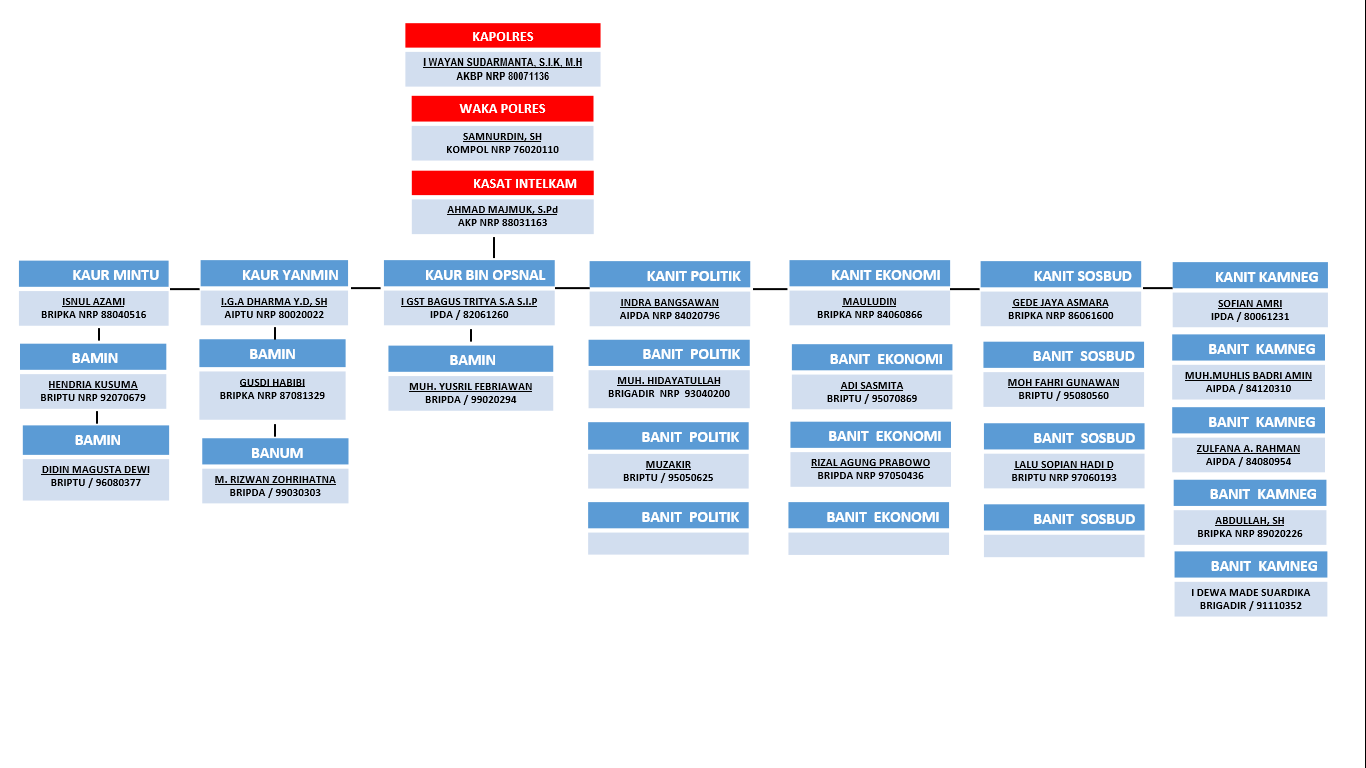 KAPOLRES
I WAYAN SUDARMANTA, S.I.K, M.H
AKBP NRP 80071136
WAKA POLRES
SAMNURDIN, SH
KOMPOL NRP 76020110
KASAT INTELKAM
AHMAD MAJMUK, S.Pd
AKP NRP 88031163
KAUR MINTU
ISNUL AZAMI
BRIPKA NRP 88040516
BAMIN
HENDRIA KUSUMA
BRIPTU NRP 92070679
BAMIN
DIDIN MAGUSTA DEWI
BRIPTU / 96080377
KAUR YANMIN
I.G.A DHARMA Y.D, SH
AIPTU NRP 80020022
BAMIN
GUSDI HABIBI
BRIPKA NRP 87081329
BANUM
M. RIZWAN ZOHRIHATNA
BRIPDA / 99030303
KAUR BIN OPSNAL
I GST BAGUS TRITYA S.A S.I.P
IPDA / 82061260
BAMIN
MUH. YUSRIL FEBRIAWAN
BRIPDA / 99020294
KANIT POLITIK
INDRA BANGSAWAN
AIPDA NRP 84020796
BANIT POLITIK
MUH. HIDAYATULLAH
BRIGADIR NRP 93040200
BANIT POLITIK
MUZAKIR
BRIPTU / 95050625
BANIT POLITIK
KANIT EKONOMI
MAULUDIN
BRIPKA NRP 84060866
BANIT EKONOMI
ADI SASMITA
BRIPTU / 95070869
BANIT EKONOMI
RIZAL AGUNG PRABOWO
BRIPDA NRP 97050436
BANIT EKONOMI
KANIT SOSBUD
GEDE JAYA ASMARA
BRIPKA NRP 86061600
BANIT SOSBUD
MOH FAHRI GUNAWAN
BRIPTU / 95080560
BANIT SOSBUD
LALU SOPIAN HADI D
BRIPTU NRP 97060193
BANIT SOSBUD
KANIT KAMNEG
SOFIAN AMRI
IPDA / 80061231
BANIT KAMNEG
MUH.MUHLIS BADRI AMIN
AIPDA / 84120310
BANIT KAMNEG
ZULFANA A. RAHMAN
AIPDA / 84080954
BANIT KAMNEG
ABDULLAH, SH
BRIPKA NRP 89020226
BANIT KAMNEG
I DEWA MADE SUARDIKA
BRIGADIR / 91110352